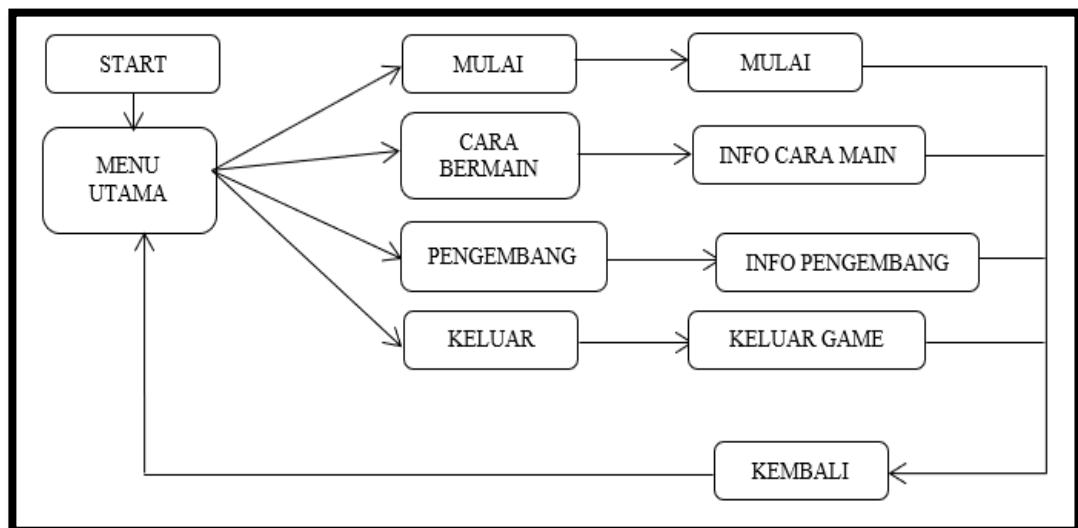 START
MULAI
MULAI
MENU
UTAMA
CARA
BERMAIN
INFO CARA MAIN
PENGEMBANG
INFO PENGEMBANG
KELUAR
KELUAR GAME
KEMBALI